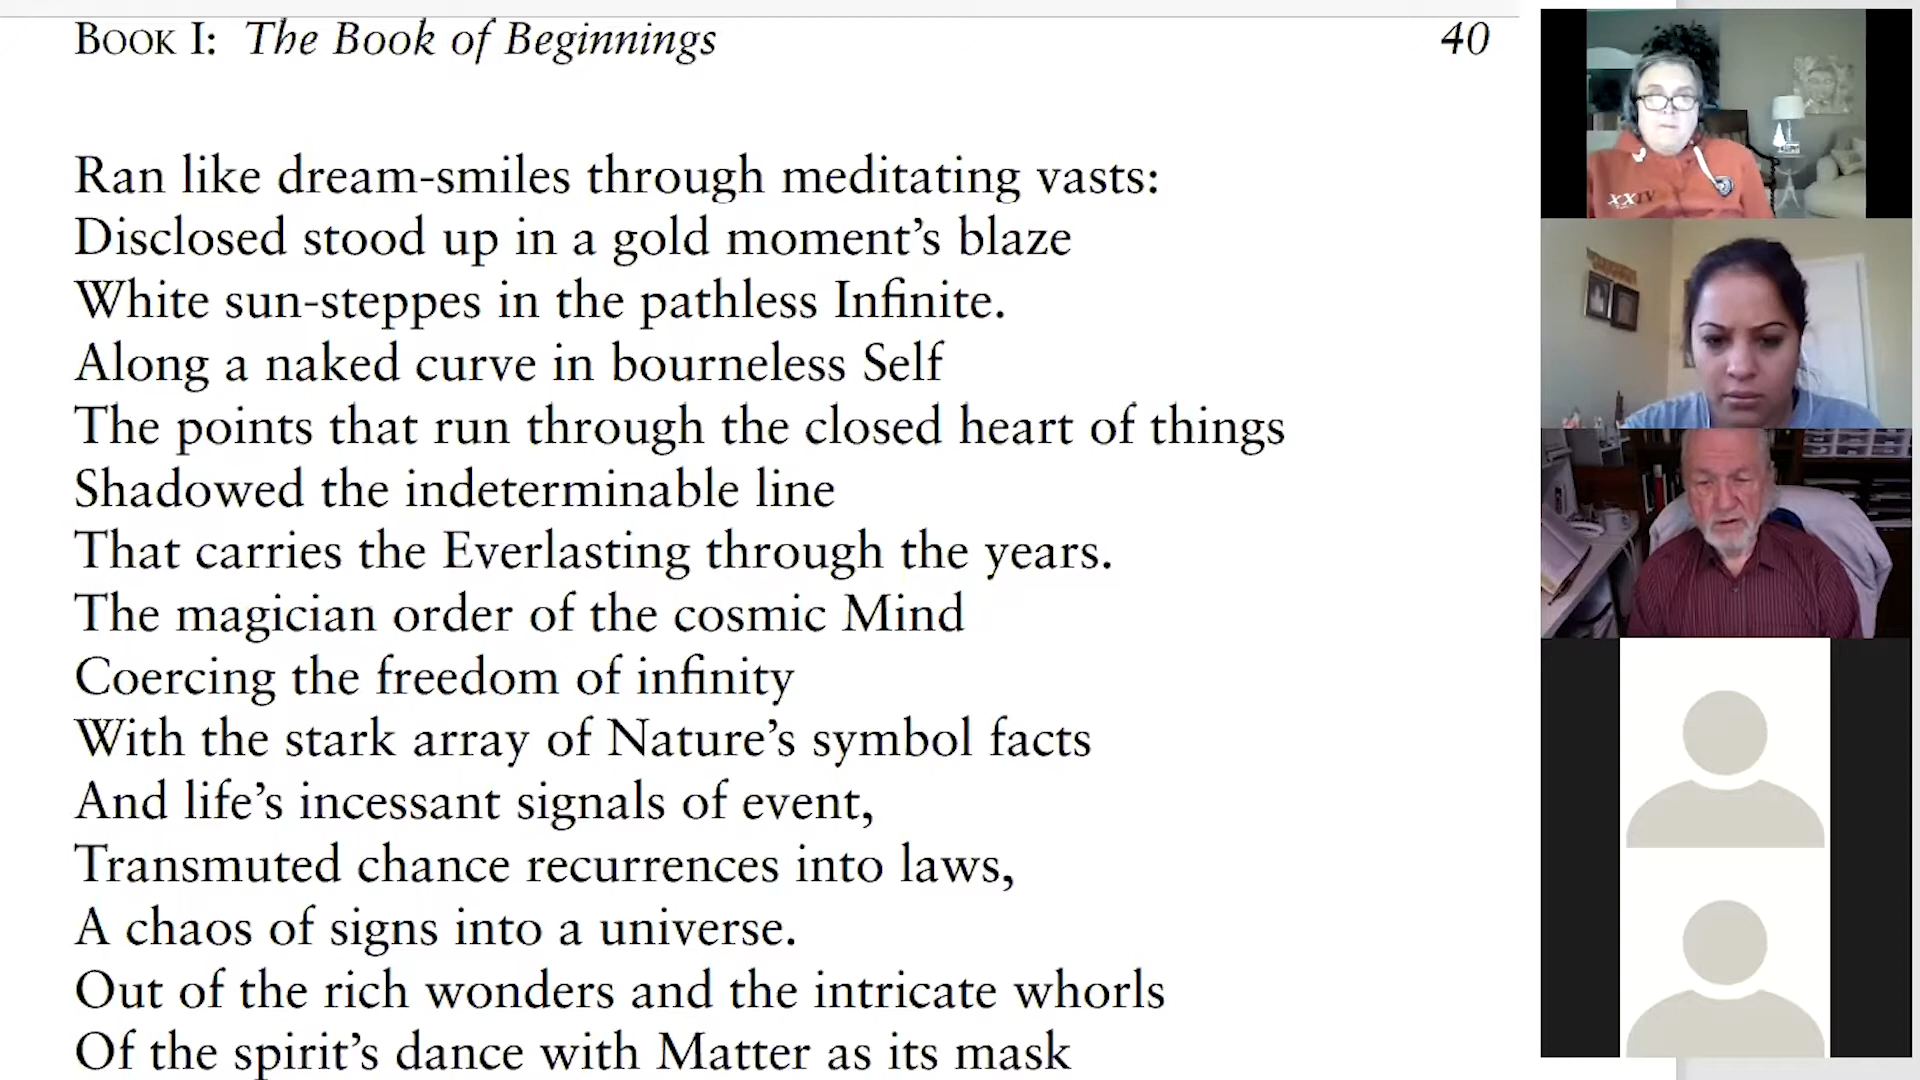 BOOK I: The Book of Beginnings 40
Ran like dream-smiles through meditating vasts:
Disclosed stood up in a gold moment’s blaze
White sun-steppes in the pathless Infinite.
Along a naked curve in bourneless Self
The points that run through the closed heart of things
Shadowed the indeterminable line
That carries the Everlasting through the years.
The magician order of the cosmic Mind
Coercing the freedom of infinity
With the stark array of Nature’s symbol facts
And life’s incessant signals of event,
Transmuted chance recurrences into laws,
A chaos of signs into a universe.
Out of the rich wonders and the intricate whorls
Of the spirit’s dance with Matter as its mask
XXIV